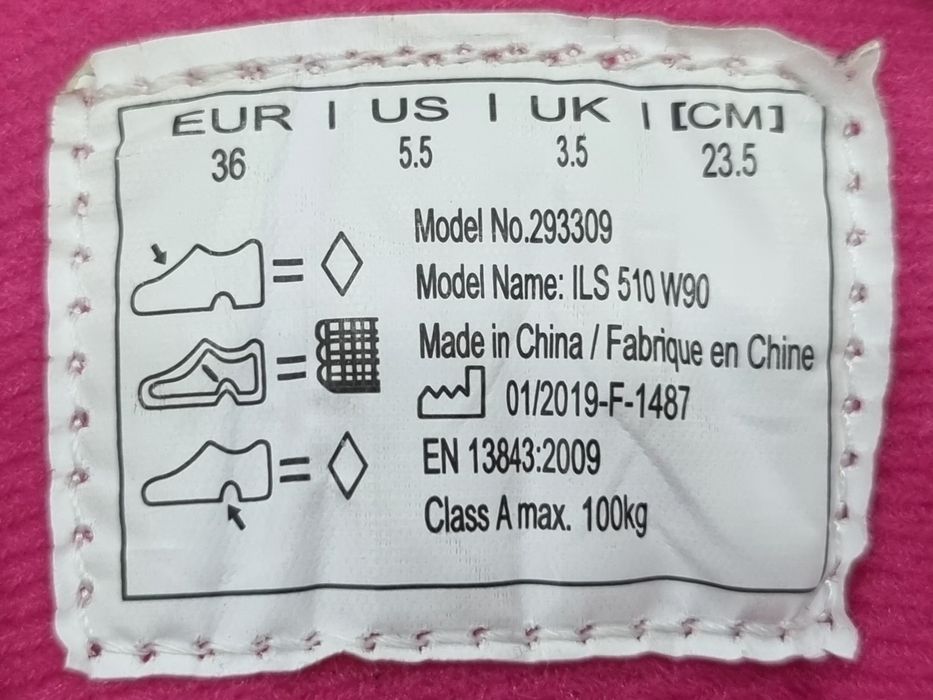 EUR | US | UK | [CM]
36 5.5 3.5 23.5
Model No.293309
Model Name: ILS 510 W90
Made in China / Fabrique en Chine
01/2019-F-1487
EN 13843:2009
Class A max. 100kg